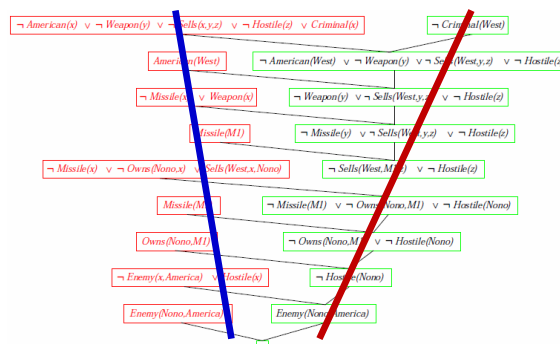 ¬ American(x) ∨ ¬ Weapon(y) ∨ ¬ Sells(x,y,z) ∨ ¬ Hostile(z) ∨ Criminal(x)
¬ Criminal(West)
American(West)
¬ American(West) ∨ ¬ Weapon(y) ∨ ¬ Sells(West,y,z) ∨ ¬ Hostile(z
¬ Missile(x) ∨ Weapon(x)
¬ Weapon(y) ∨ ¬ Sells(West,y,z) ∨ ¬ Hostile(z)
Missile(M1)
¬ Missile(y) ∨ ¬ Sells(West,y,z) ∨ ¬ Hostile(z)
¬ Missile(x) ∨ ¬ Owns(Nono,x) ∨ Sells(West,x,Nono)
¬ Sells(West,M1,z) ∨ ¬ Hostile(z)
Missile(M1)
¬ Missile(M1) ∨ ¬ Owns(Nono,M1) ∨ ¬ Hostile(Nono)
Owns(Nono,M1)
¬ Owns(Nono,M1) ∨ ¬ Hostile(Nono)
¬ Enemy(x,America) ∨ Hostile(x)
¬ Hostile(Nono)
Enemy(Nono,America)
Enemy(Nono,America)